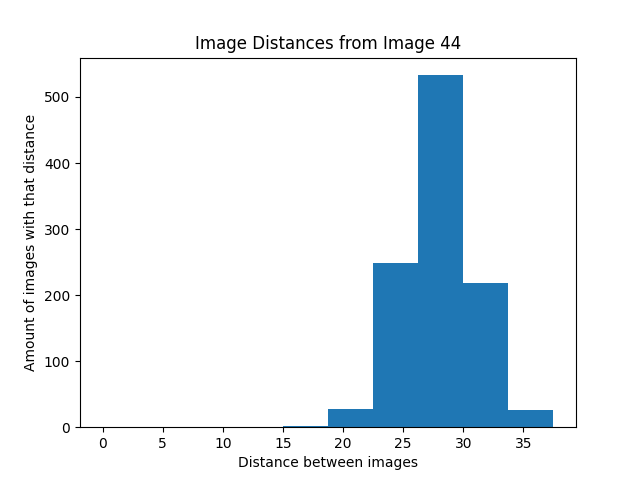 Image Distances from Image 44
Amount of images with that distance
500
400
300
200
100
0
0 5 10 15 20 25 30 35
Distance between images